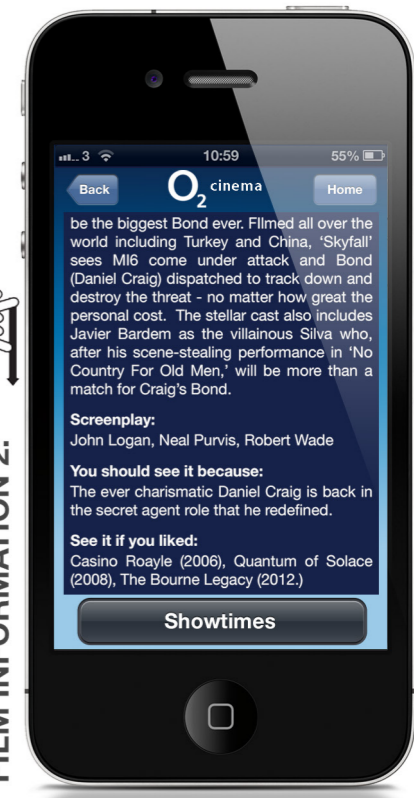 3 10:59 55%
Back O2 cinema Home
be the biggest Bond ever. FIlmed all over the
world including Turkey and China, ‘Skyfall’
sees MI6 come under attack and Bond
(Daniel Craig) dispatched to track down and
destroy the threat - no matter how great the
personal cost. The stellar cast also includes
Javier Bardem as the villainous Silva who,
after his scene-stealing performance in ‘No
Country For Old Men,’ will be more than a
match for Craig’s Bond.
Screenplay:
John Logan, Neal Purvis, Robert Wade
You should see it because:
The ever charismatic Daniel Craig is back in
the secret agent role that he redefined.
See it if you liked:
Casino Roayle (2006), Quantum of Solace
(2008), The Bourne Legacy (2012.)
Showtimes
FILM INFORMATION 2.